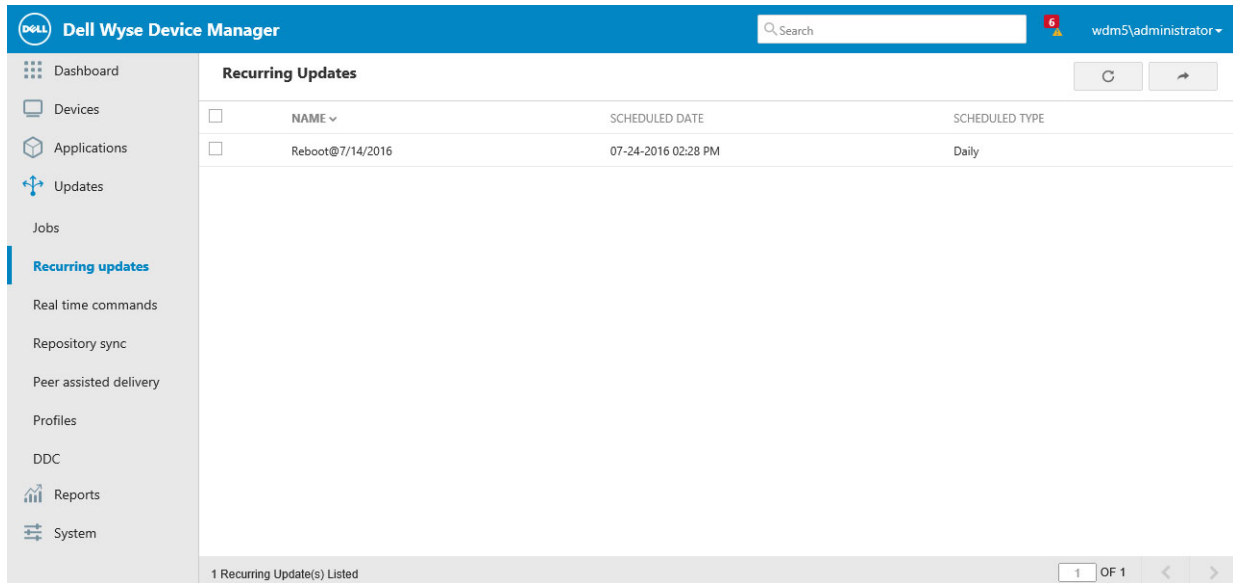 DELL Dell Wyse Device Manager Search 6 wdm5\administrator
Dashboard
Devices
Applications
Updates
Jobs
Recurring updates
Real time commands
Repository sync
Peer assisted delivery
Profiles
DDC
Reports
System
Recurring Updates
NAME SCHEDULED DATE SCHEDULED TYPE
Reboot@7/14/2016 07-24-2016 02:28 PM Daily
1 Recurring Update(s) Listed 1 OF 1